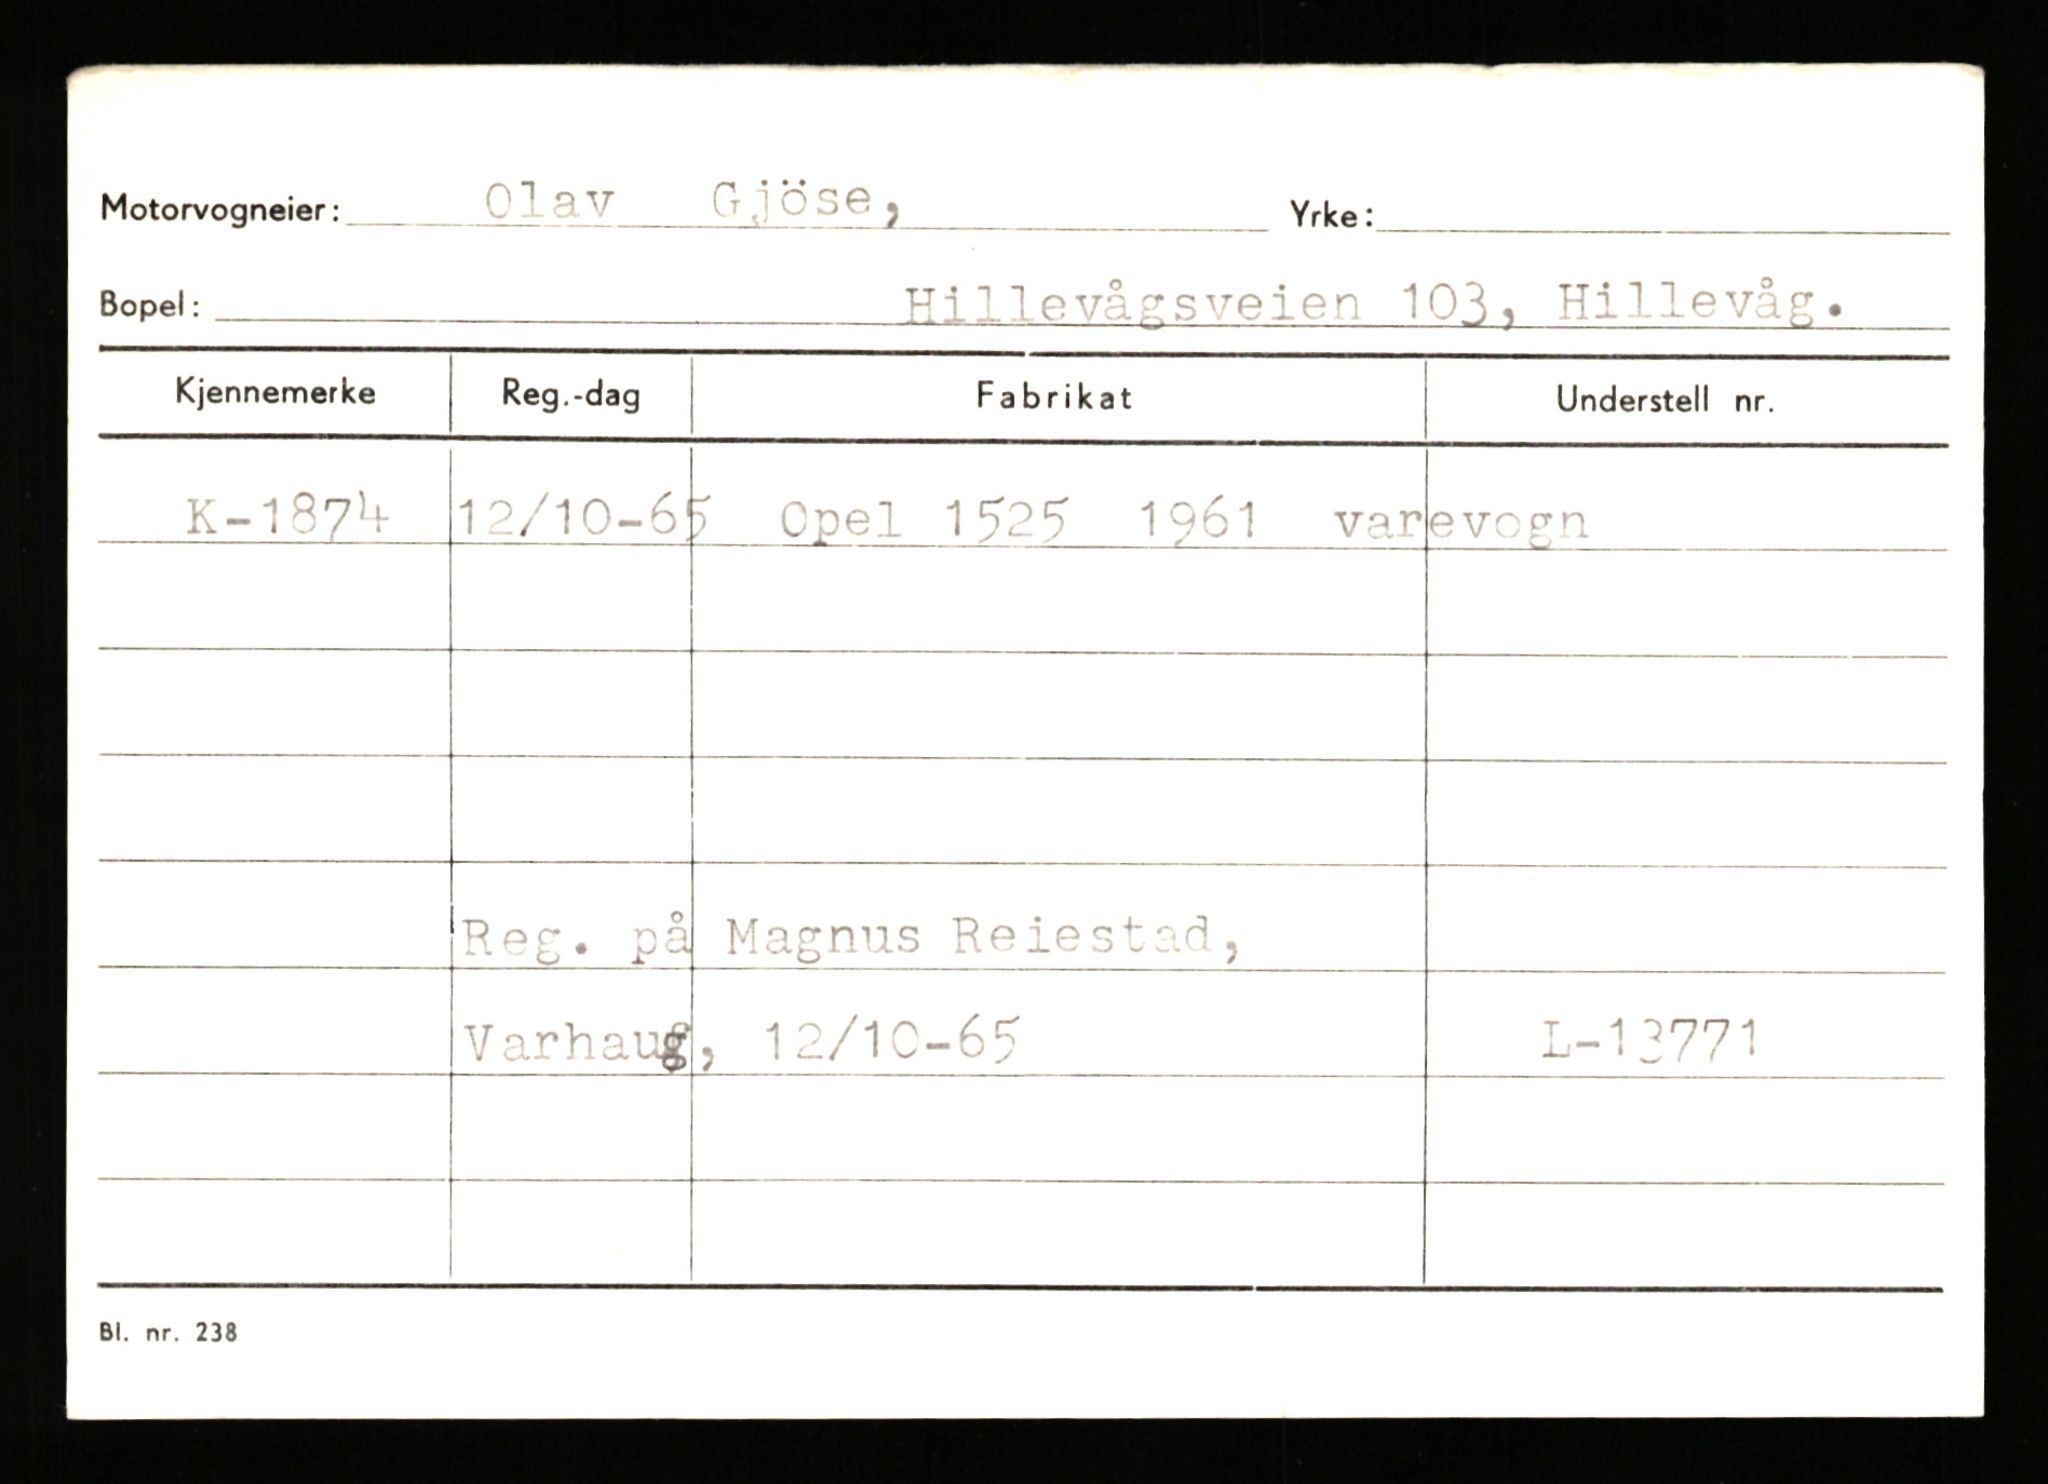 Motorvogneier: Olav Gjöse, Yrke:
Bopel: Hillevågsveien 103, Hillevåg.
Kjennemerke Reg.-dag Fabrikat Understell nr.
K-1874 12/10-65 Opel 1525 1961 varevogn
Reg. på Magnus Reiestad,
Varhaug, 12/10-65 L-13771
Bl. nr. 238